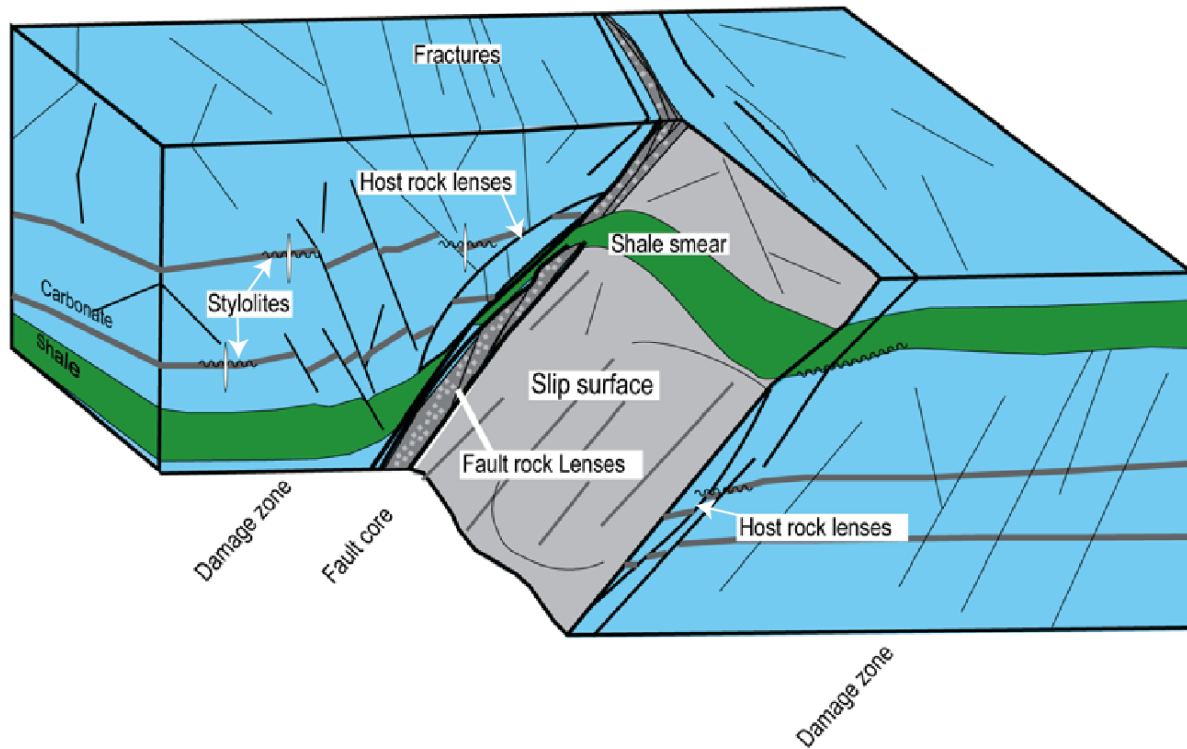 Fractures
Host rock lenses
Shale smear
Stylolites
Carbonate
Shale
Slip surface
Fault rock Lenses
Host rock lenses
Damage zone
Fault core
Damage zone